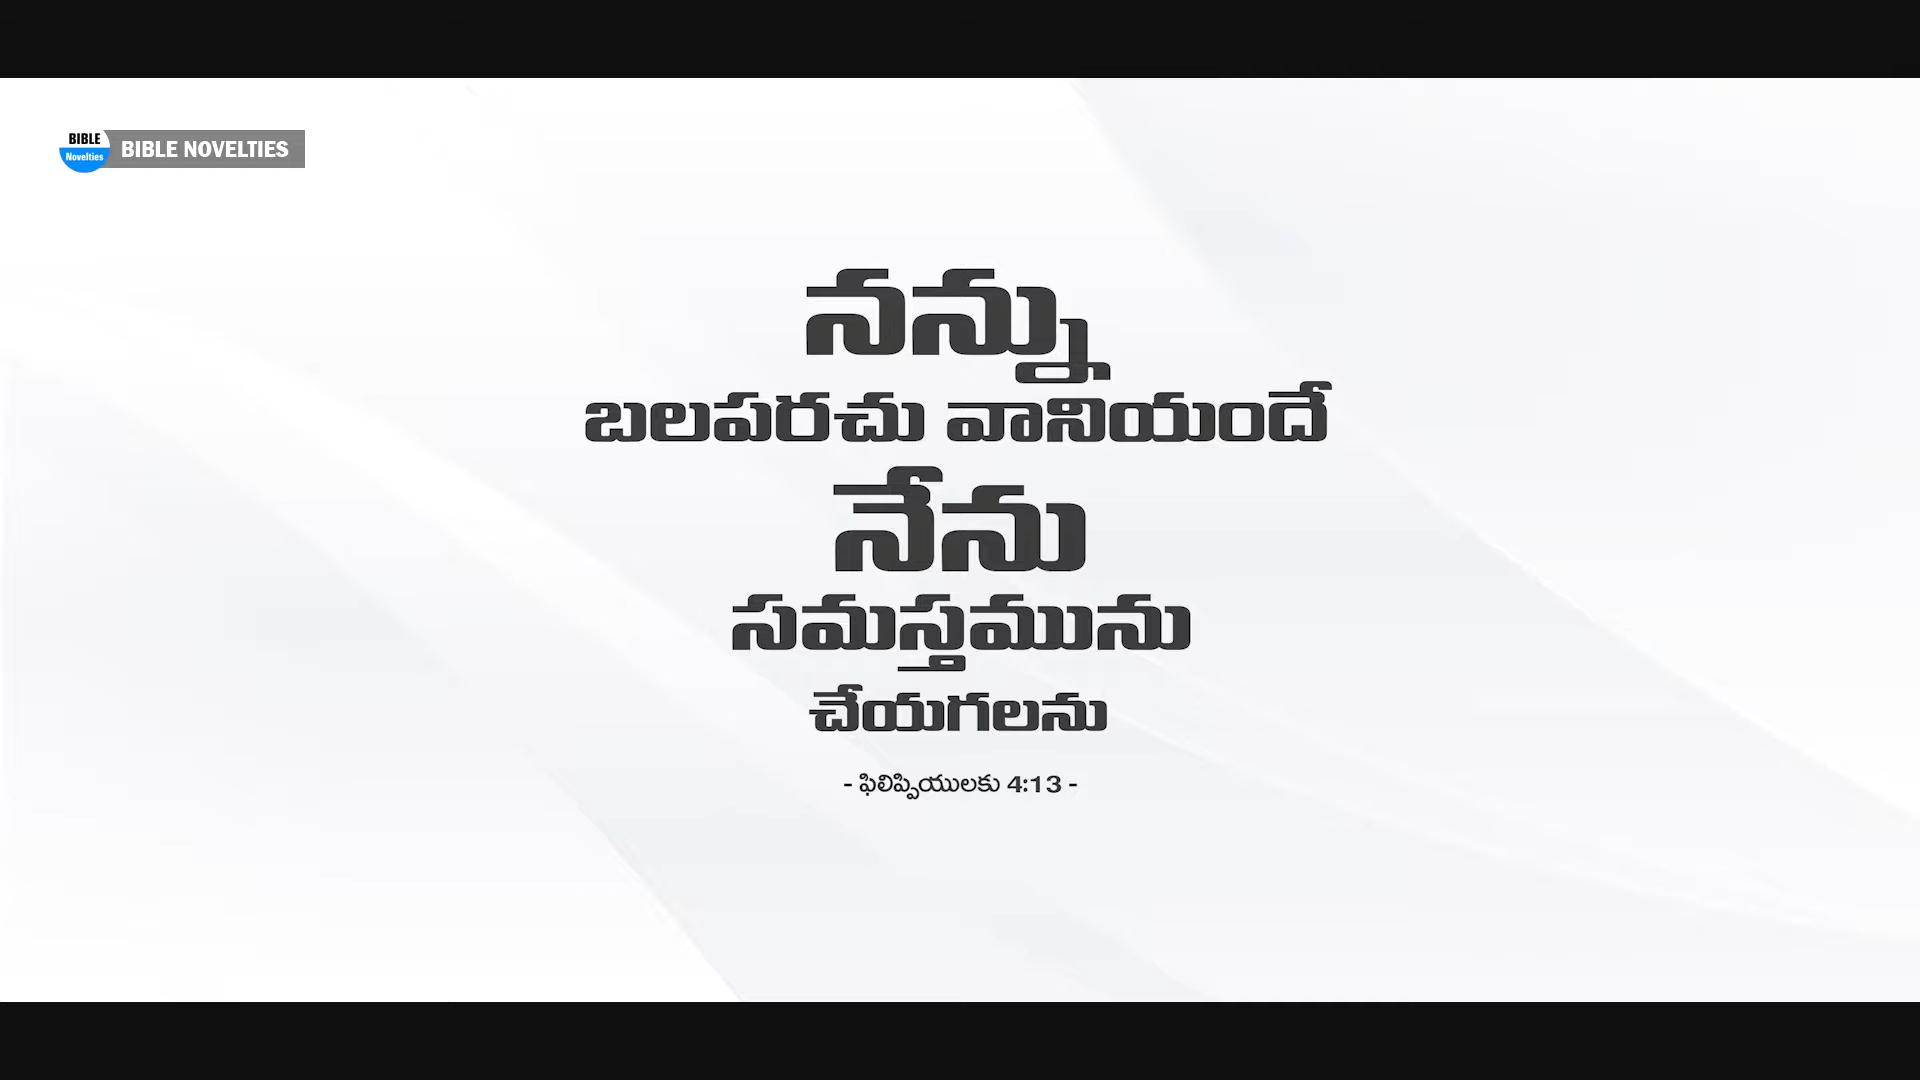 BIBLE
Novelties
BIBLE NOVELTIES
నన్ను
బలపరచు వానియందే
నేను
సమస్తమును
చేయగలను
- ఫిలిప్పియులకు 4:13 -